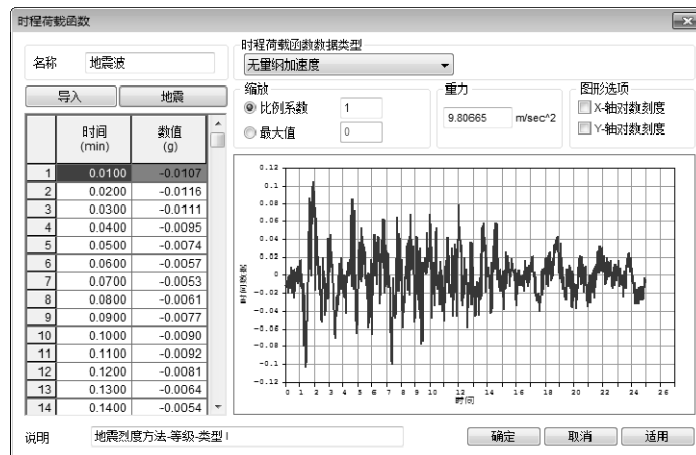 时程荷载函数
名称 地震波
时程荷载函数数据类型
无量纲加速度
导入 地震
缩放
比例系数 1
最大值 0
重力
9.80665 m/sec^2
图形选项
X-轴对数刻度
Y-轴对数刻度
时间 (min) 数值 (g)
1 0.0100 -0.0107
2 0.0200 -0.0116
3 0.0300 -0.0111
4 0.0400 -0.0095
5 0.0500 -0.0074
6 0.0600 -0.0057
7 0.0700 -0.0053
8 0.0800 -0.0061
9 0.0900 -0.0077
10 0.1000 -0.0090
11 0.1100 -0.0092
12 0.1200 -0.0081
13 0.1300 -0.0064
14 0.1400 -0.0054
0.12
0.1
0.08
0.06
0.04
0.02
0
-0.02
-0.04
-0.06
-0.08
-0.1
-0.12
时间数据
0 1 2 3 4 5 6 7 8 9 10 11 12 13 14 15 16 17 18 19 20 21 22 24 26
时间
说明 地震烈度方法-等级-类型 I
确定 取消 适用